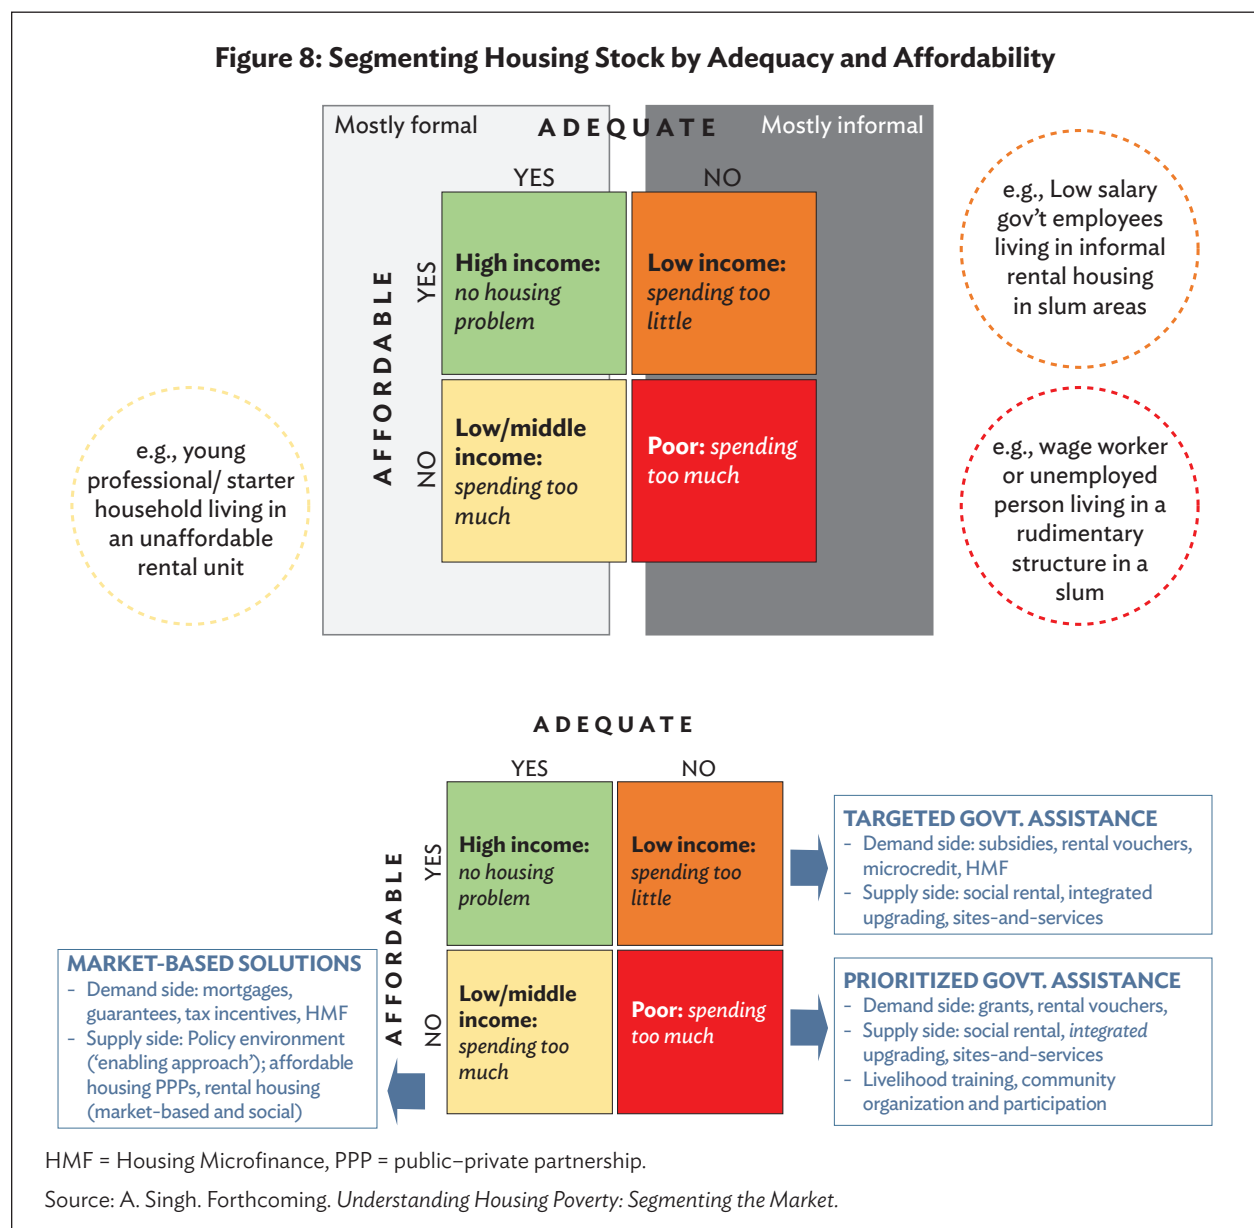 Figure 8: Segmenting Housing Stock by Adequacy and Affordability
Mostly formal
ADEQUATE
Mostly informal
YES
NO
AFFORDABLE
YES
NO
High income:
no housing
problem
Low income:
spending too
little
Low/middle
income:
spending too
much
Poor: spending
too much
e.g., Low salary
gov't employees
living in informal
rental housing
in slum areas
e.g., young
professional/ starter
household living in
an unaffordable
rental unit
e.g., wage worker
or unemployed
person living in a
rudimentary
structure in a
slum
ADEQUATE
YES
NO
AFFORDABLE
YES
NO
High income:
no housing
problem
Low income:
spending too
little
Low/middle
income:
spending too
much
Poor: spending
too much
TARGETED GOVT. ASSISTANCE
- Demand side: subsidies, rental vouchers,
microcredit, HMF
- Supply side: social rental, integrated
upgrading, sites-and-services
MARKET-BASED SOLUTIONS
- Demand side: mortgages,
guarantees, tax incentives, HMF
- Supply side: Policy environment
('enabling approach'); affordable
housing PPPs, rental housing
(market-based and social)
PRIORITIZED GOVT. ASSISTANCE
- Demand side: grants, rental vouchers,
- Supply side: social rental, integrated
upgrading, sites-and-services
- Livelihood training, community
organization and participation
HMF = Housing Microfinance, PPP = public–private partnership.
Source: A. Singh. Forthcoming. Understanding Housing Poverty: Segmenting the Market.